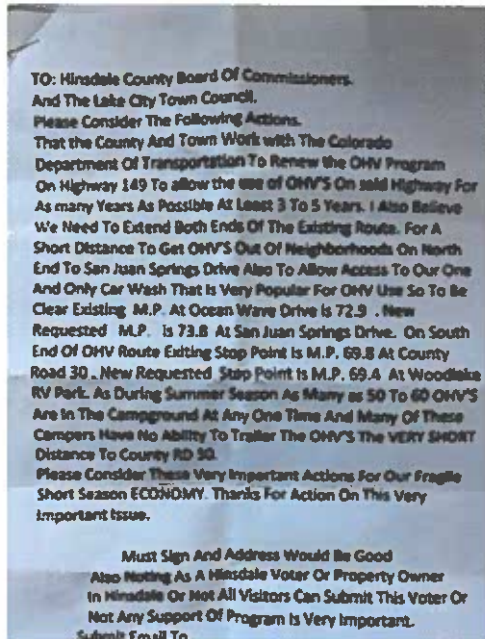 TO: Hinsdale County Board Of Commissioners.
And The Lake City Town Council.
Please Consider The Following Actions.
That the County And Town Work with The Colorado
Department Of Transportation To Renew the OHV Program
On Highway 149 To allow the use of OHV'S On said Highway For
As many Years As Possible At Least 3 To 5 Years. I Also Believe
We Need To Extend Both Ends Of The Existing Route. For A
Short Distance To Get OHV'S Out Of Neighborhoods On North
End To San Juan Springs Drive Also To Allow Access To Our One
And Only Car Wash That Is Very Popular For OHV Use So To Be
Clear Existing M.P. At Ocean Wave Drive Is 72.9 . New
Requested M.P. is 73.8 At San Juan Springs Drive. On South
End Of OHV Route Exiting Stop Point Is M.P. 69.8 At County
Road 30 . New Requested Stop Point Is M.P. 69.4 At Woodlake
RV Park. As During Summer Season As Many as 50 To 60 OHV'S
Are In The Campground At Any One Time And Many Of These
Campers Have No Ability To Trailer The OHV'S The VERY SHORT
Distance To County RD 30.
Please Consider These Very Important Actions For Our Fragile
Short Season ECONOMY. Thanks For Action On This Very
Important Issue.
Must Sign And Address Would Be Good
Also Noting As A Hinsdale Voter Or Property Owner
In Hinsdale Or Not All Visitors Can Submit This Voter Or
Not Any Support Of Program Is Very Important.
Submit Email To